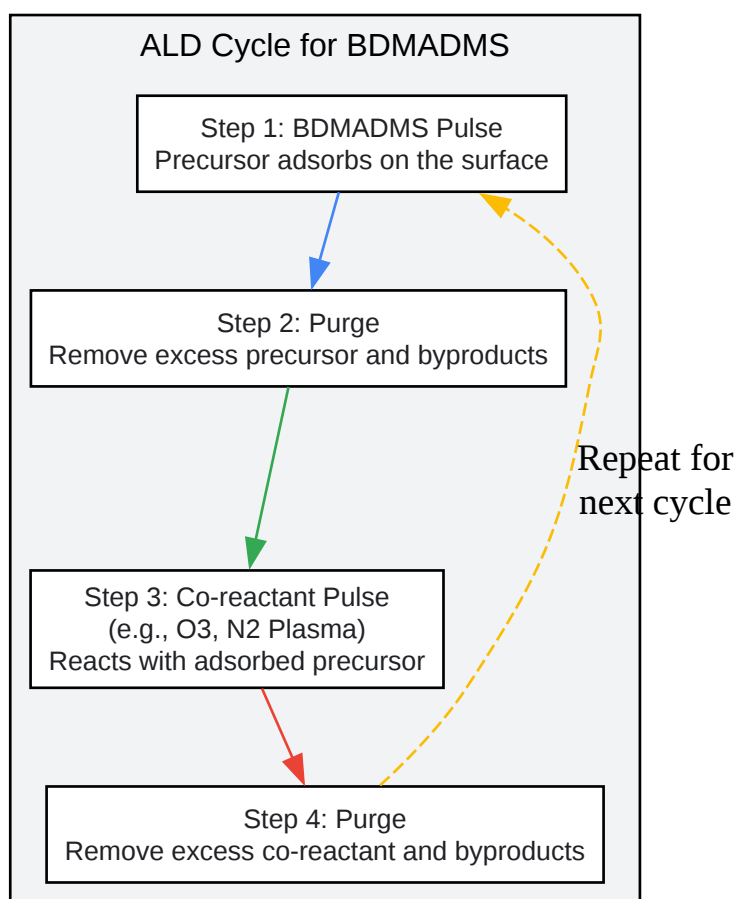 ALD Cycle for BDMADMS
Step 1: BDMADMS Pulse
Precursor adsorbs on the surface
Step 2: Purge
Remove excess precursor and byproducts
Repeat for
next cycle
Step 3: Co-reactant Pulse
(e.g., O3, N2 Plasma)
Reacts with adsorbed precursor
Step 4: Purge
Remove excess co-reactant and byproducts